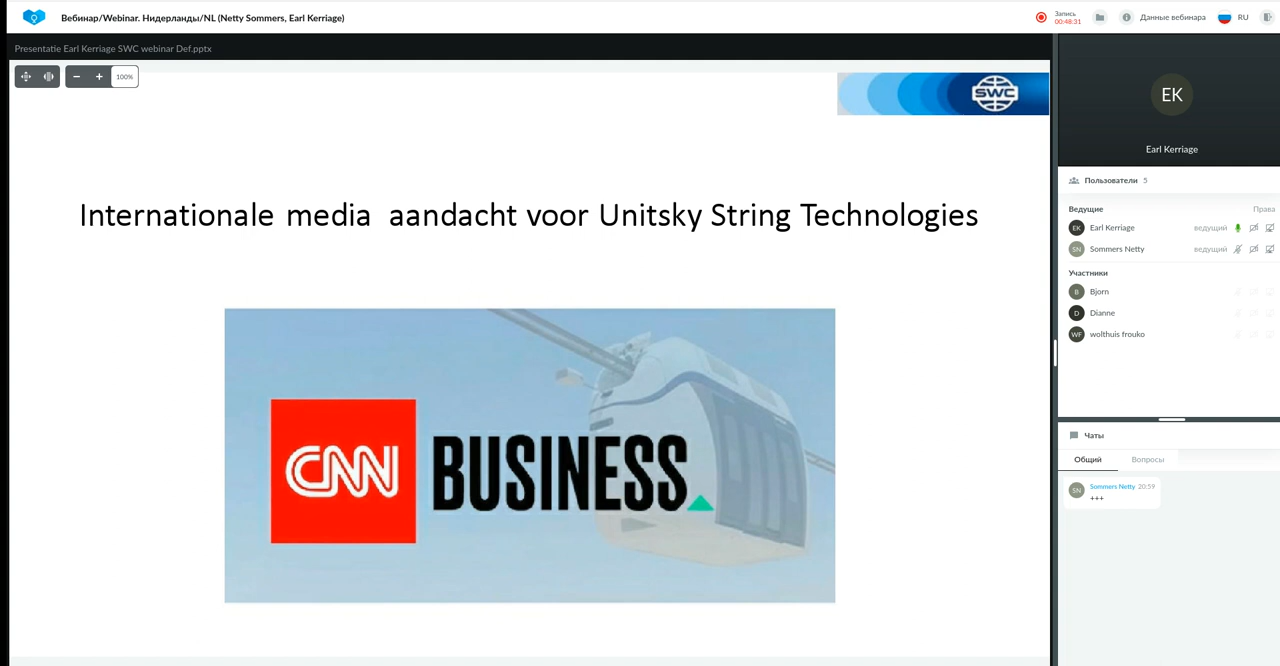 Вебинар/Webinar. Нидерланды/NL (Netty Sommers, Earl Kerriage)
Запись
00:48:31
Данные вебинара
RU
Presentatie Earl Kerriage SWC webinar Def.pptx
100%
SWC
Internationale media aandacht voor Unitsky String Technologies
CNN BUSINESS
EK
Earl Kerriage
Пользователи 5
Ведущие Права
EK Earl Kerriage ведущий
SN Sommers Netty ведущий
Участники
B Bjorn
D Dianne
WF wolthuis frouko
Чаты
Общий Вопросы
SN Sommers Netty 20:59
+++